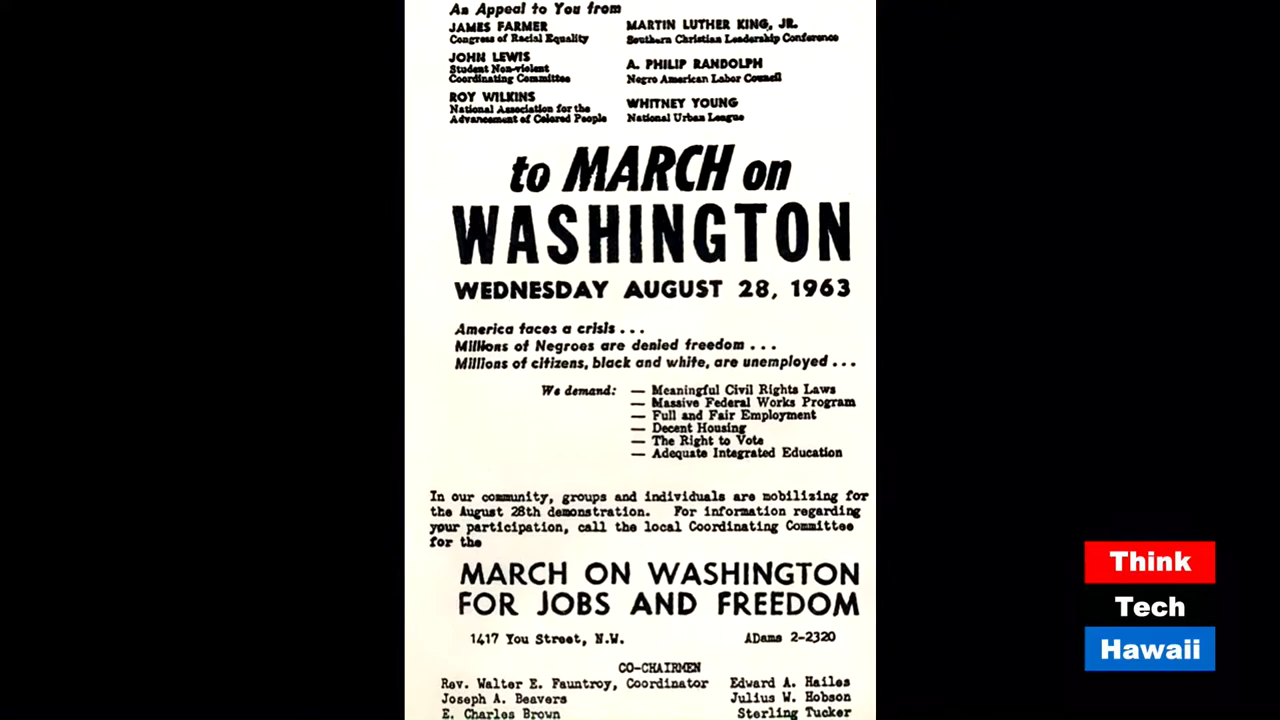 An Appeal to You from
JAMES FARMER
Congress of Racial Equality
JOHN LEWIS
Student Non-violent
Coordinating Committee
ROY WILKINS
National Association for the
Advancement of Colored People
MARTIN LUTHER KING, JR.
Southern Christian Leadership Conference
A. PHILIP RANDOLPH
Negro American Labor Council
WHITNEY YOUNG
National Urban League
to MARCH on
WASHINGTON
WEDNESDAY AUGUST 28, 1963
America faces a crisis . . .
Millions of Negroes are denied freedom . . .
Millions of citizens, black and white, are unemployed . . .
We demand: — Meaningful Civil Rights Laws
— Massive Federal Works Program
— Full and Fair Employment
— Decent Housing
— The Right to Vote
— Adequate Integrated Education
In our community, groups and individuals are mobilizing for
the August 28th demonstration. For information regarding
your participation, call the local Coordinating Committee
for the
MARCH ON WASHINGTON
FOR JOBS AND FREEDOM
1417 You Street, N.W. ADams 2-2320
CO-CHAIRMEN
Rev. Walter E. Fauntroy, Coordinator
Joseph A. Beavers
E. Charles Brown
Edward A. Hailes
Julius W. Hobson
Sterling Tucker
Think
Tech
Hawaii